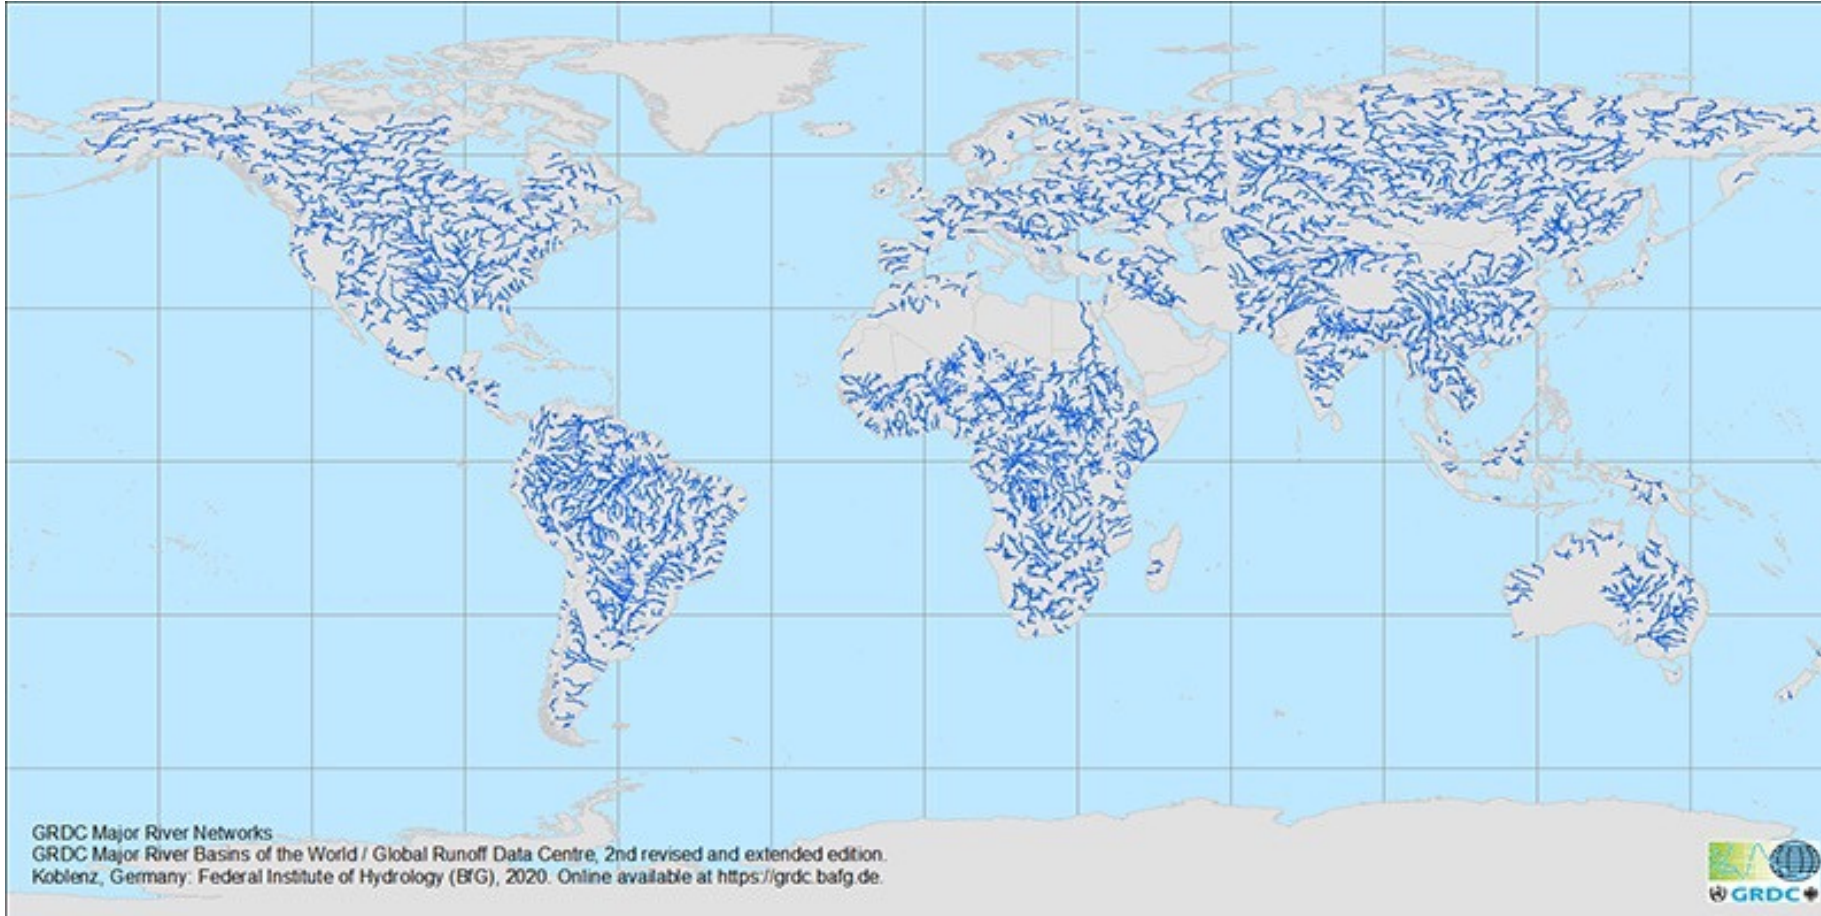 GRDC Major River Networks
GRDC Major River Basins of the World / Global Runoff Data Centre, 2nd revised and extended edition.
Koblenz, Germany: Federal Institute of Hydrology (BfG), 2020. Online available at https://grdc.bafg.de.
GRDC